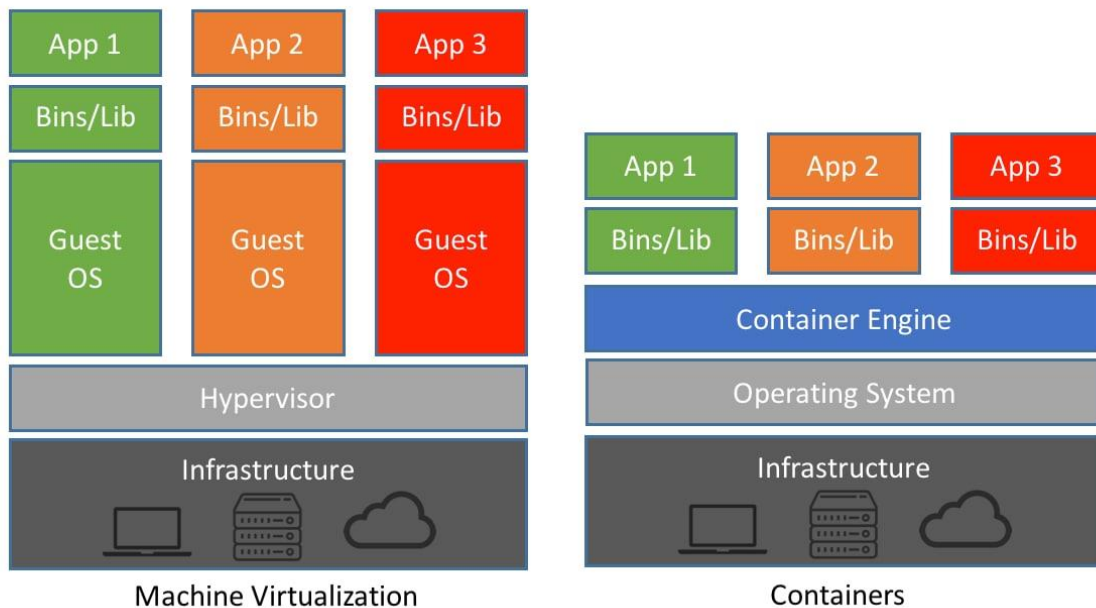 App 1
App 2
App 3
Bins/Lib
Bins/Lib
Bins/Lib
Guest
OS
Guest
OS
Guest
OS
Hypervisor
Infrastructure
Machine Virtualization
App 1
App 2
App 3
Bins/Lib
Bins/Lib
Bins/Lib
Container Engine
Operating System
Infrastructure
Containers